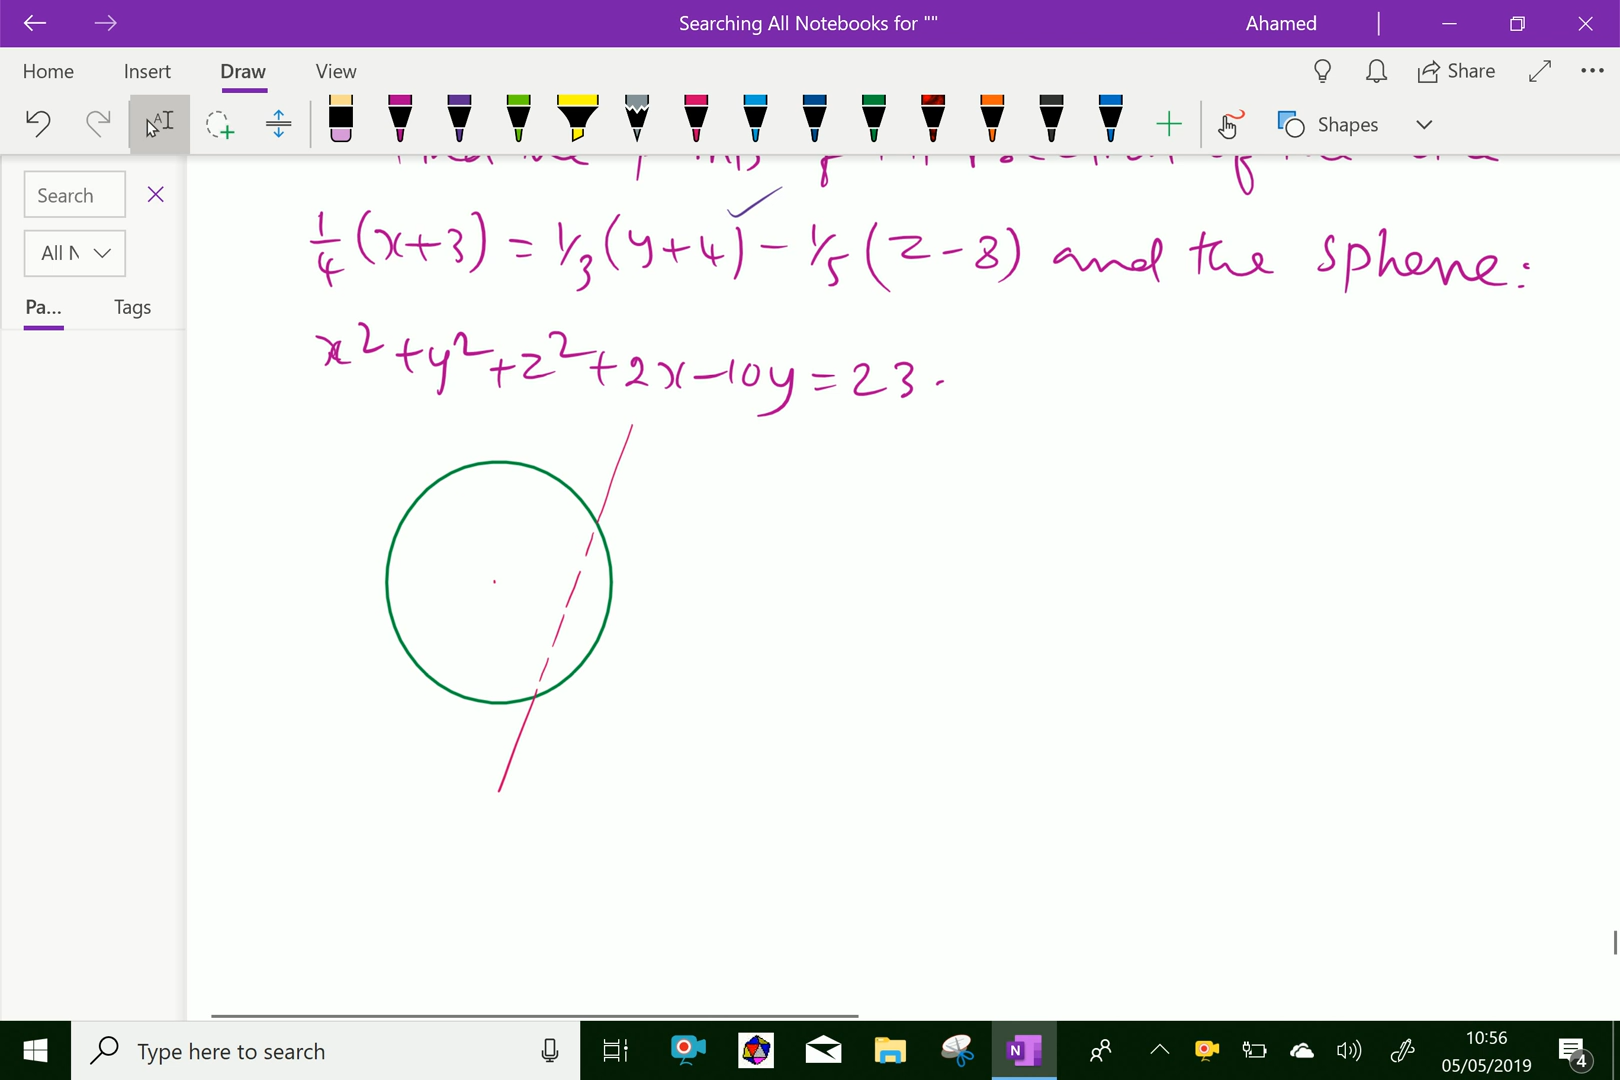 Searching All Notebooks for ""
Ahamed
Home Insert Draw View
Share
Shapes
Search
All N
Pa... Tags
1/4 (x+3) = 1/3 (y+4) - 1/5 (z-8) and the sphere:
x² + y² + z² + 2x - 10y = 23.
Type here to search
N
10:56
05/05/2019
4